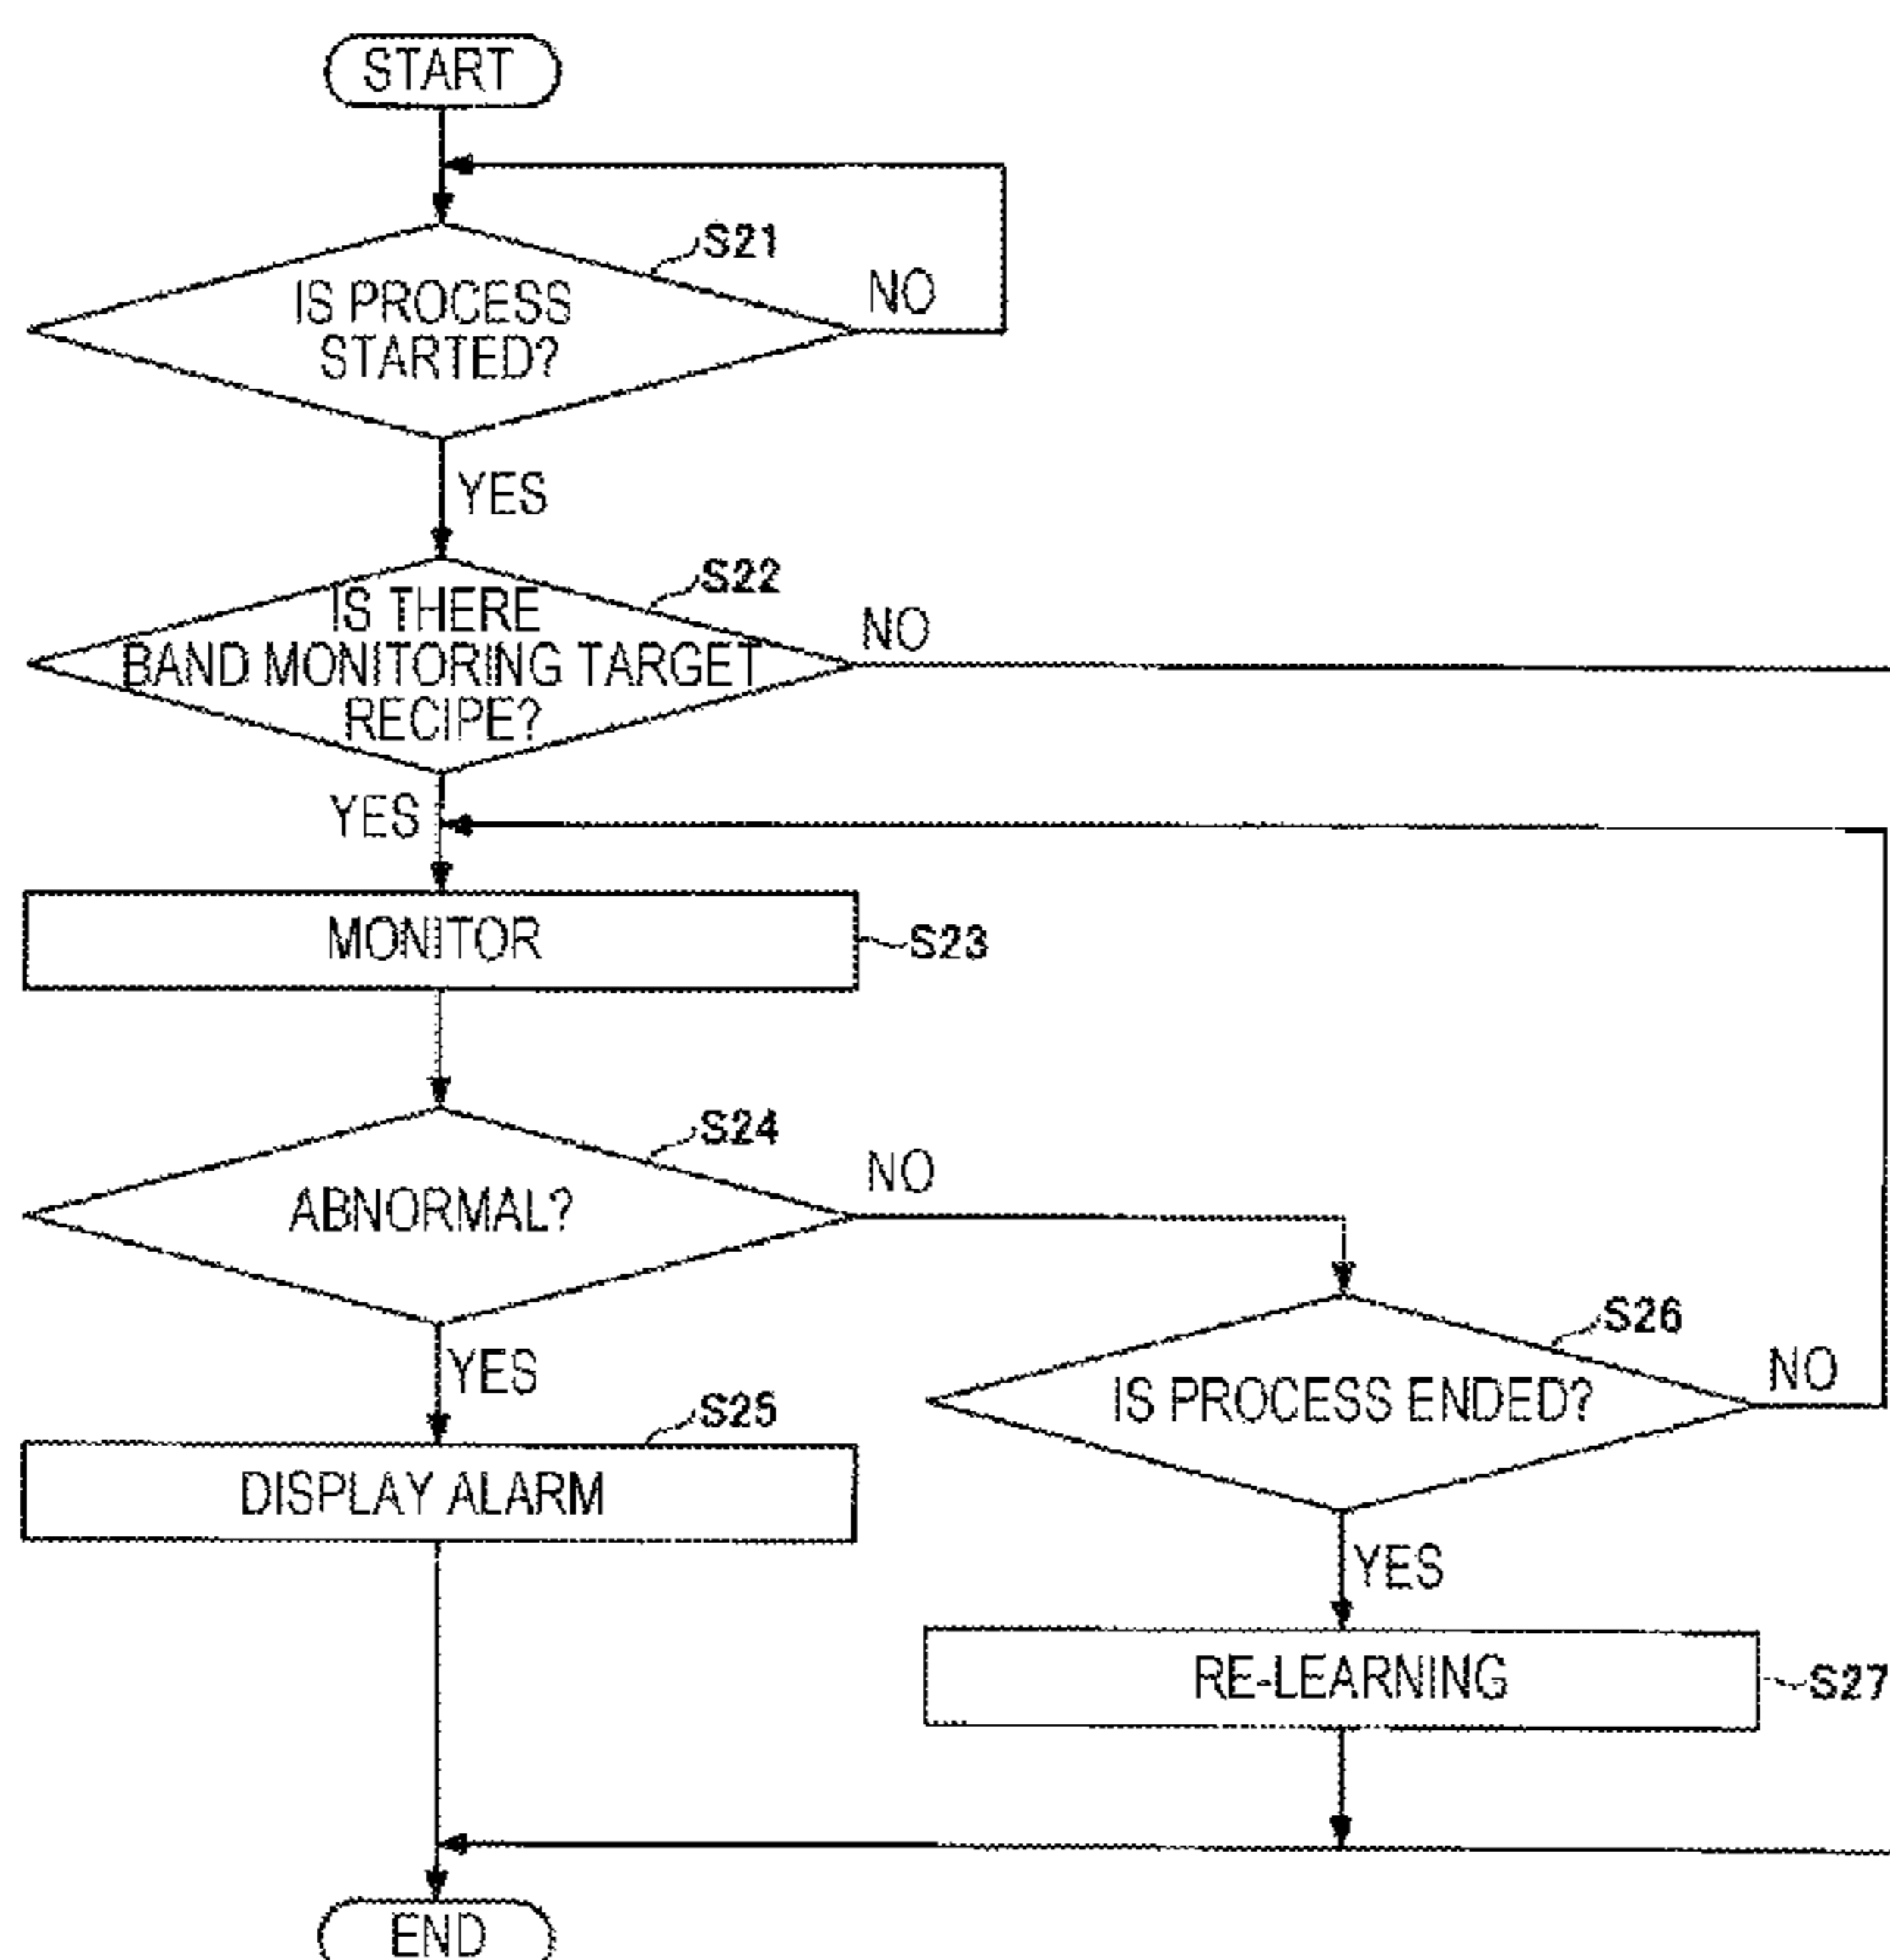 START
S21
IS PROCESS
STARTED?
NO
YES
S22
IS THERE
BAND MONITORING TARGET
RECIPE?
NO
YES
MONITOR
S23
S24
ABNORMAL?
NO
YES
S26
IS PROCESS ENDED?
NO
S25
DISPLAY ALARM
YES
RE-LEARNING
S27
END